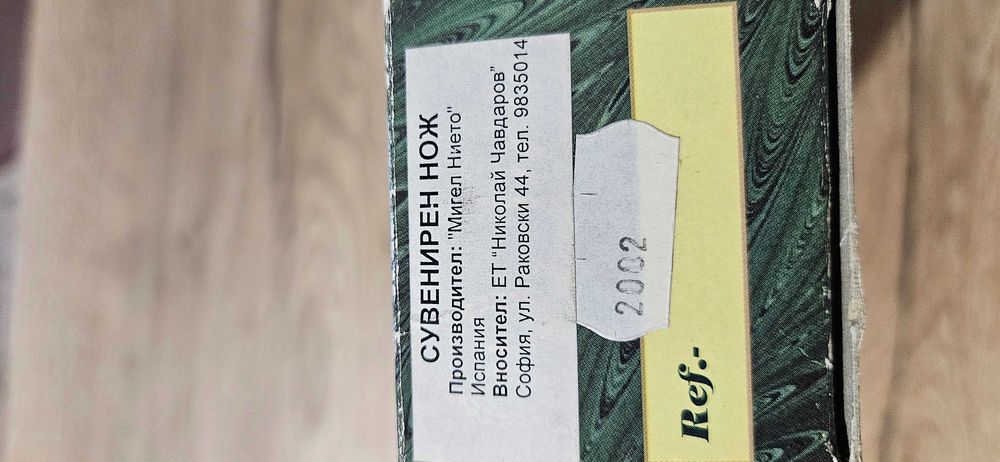 СУВЕНИРЕН НОЖ
Производител: "Мигел Нието"
Испания
Вносител: ЕТ “Николай Чавдаров”
София, ул. Раковски 44, тел. 9835014
2002
Ref.-